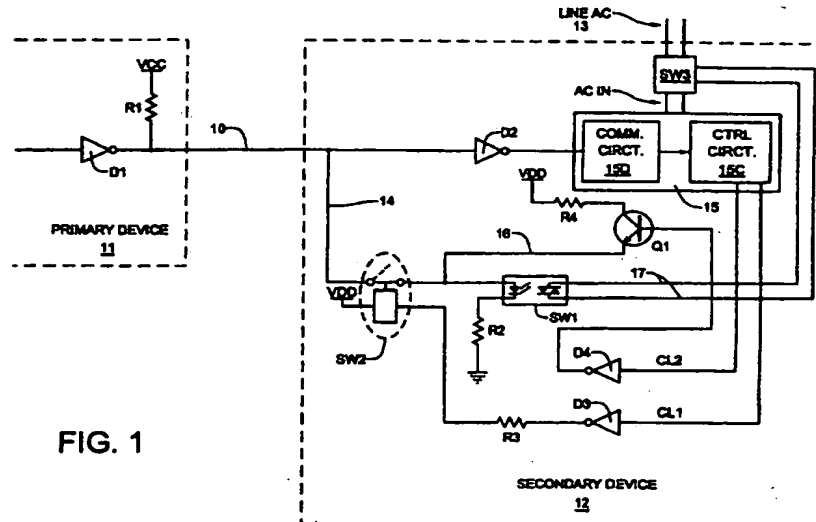 LINE AC
13
VCC
SW3
R1
AC IN
10
D2
COMM.
CIRCT.
15D
CTRL
CIRCT.
15C
D1
VDD
15
14
R4
PRIMARY DEVICE
11
16
Q1
17
VDD
SW1
R2
SW2
D4
CL2
D3
CL1
R3
FIG. 1
SECONDARY DEVICE
12